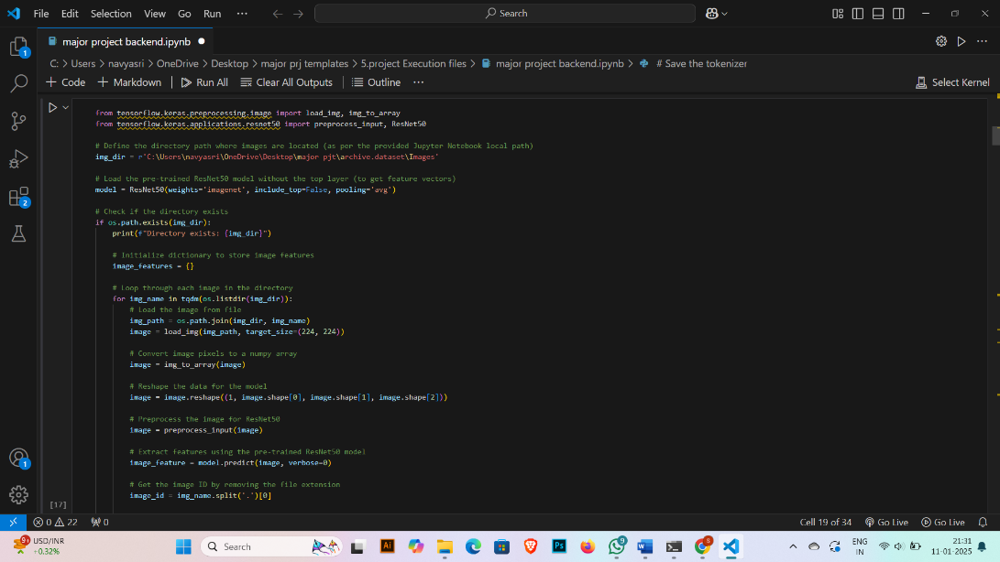 File Edit Selection View Go Run ··· Search
major project backend.ipynb
C: > Users > navyasri > OneDrive > Desktop > major prj templates > 5.project Execution files > major project backend.ipynb > # Save the tokenizer
+ Code + Markdown | Run All Clear All Outputs | Outline ··· Select Kernel
from tensorflow.keras.preprocessing.image import load_img, img_to_array
from tensorflow.keras.applications.resnet50 import preprocess_input, ResNet50
# Define the directory path where images are located (as per the provided Jupyter Notebook local path)
img_dir = r'C:\Users\navyasri\OneDrive\Desktop\major pjt\archive.dataset\Images'
# Load the pre-trained ResNet50 model without the top layer (to get feature vectors)
model = ResNet50(weights='imagenet', include_top=False, pooling='avg')
# Check if the directory exists
if os.path.exists(img_dir):
    print(f"Directory exists: {img_dir}")
    # Initialize dictionary to store image features
    image_features = {}
    # Loop through each image in the directory
    for img_name in tqdm(os.listdir(img_dir)):
        # Load the image from file
        img_path = os.path.join(img_dir, img_name)
        image = load_img(img_path, target_size=(224, 224))
        # Convert image pixels to a numpy array
        image = img_to_array(image)
        # Reshape the data for the model
        image = image.reshape((1, image.shape[0], image.shape[1], image.shape[2]))
        # Preprocess the image for ResNet50
        image = preprocess_input(image)
        # Extract features using the pre-trained ResNet50 model
        image_feature = model.predict(image, verbose=0)
        # Get the image ID by removing the file extension
        image_id = img_name.split('.')[0]
[17]
1
2
1
0 22 0 Cell 19 of 34 Go Live Go Live
9+ USD/INR
+0.32%
Search
Ai
Ps
9
W
8
ENG
IN
21:31
11-01-2025